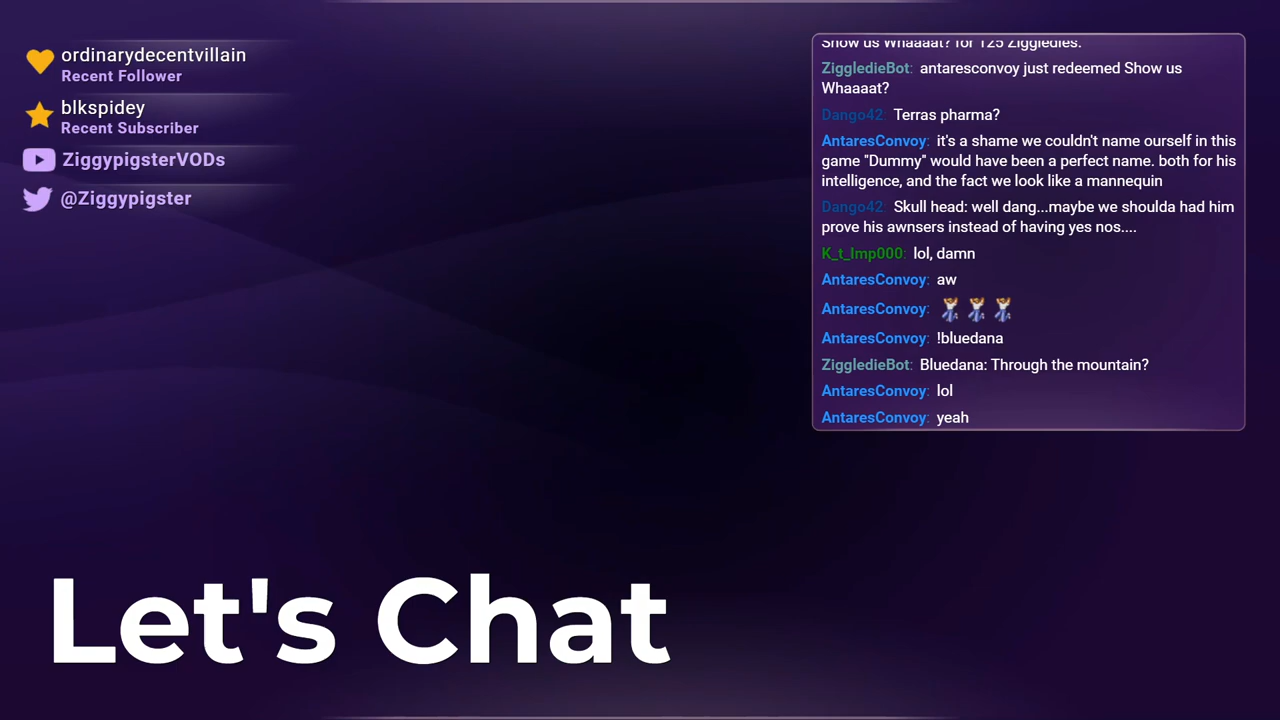 ordinarydecentvillain
Recent Follower
blkspidey
Recent Subscriber
ZiggypigsterVODs
@Ziggypigster
Show us Whaaaat? for 125 Ziggledies.
ZiggledieBot: antaresconvoy just redeemed Show us
Whaaaat?
Dango42: Terras pharma?
AntaresConvoy: it's a shame we couldn't name ourself in this
game "Dummy" would have been a perfect name. both for his
intelligence, and the fact we look like a mannequin
Dango42: Skull head: well dang...maybe we shoulda had him
prove his awnsers instead of having yes nos....
K_t_Imp000: lol, damn
AntaresConvoy: aw
AntaresConvoy:
AntaresConvoy: !bluedana
ZiggledieBot: Bluedana: Through the mountain?
AntaresConvoy: lol
AntaresConvoy: yeah
Let's Chat